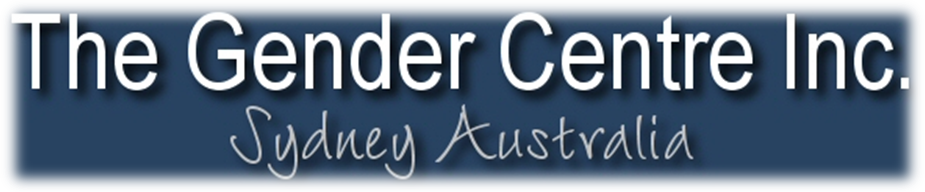 The Gender Centre Inc.
Sydney Australia